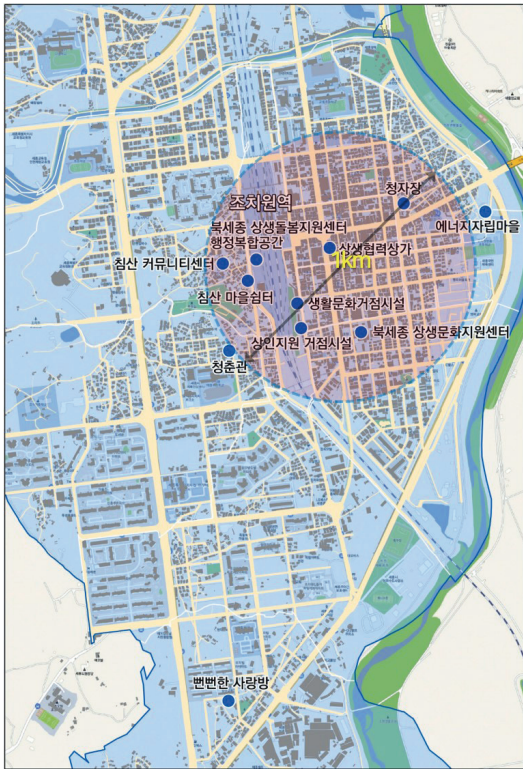 청자장
조치원역
에너지자립마을
북세종 상생돌봄지원센터
행정복합공간
상생협력상가
침산 커뮤니티센터
1km
침산 마을쉼터
생활문화거점시설
상인지원 거점시설
북세종 상생문화지원센터
청춘관
뻔뻔한 사랑방